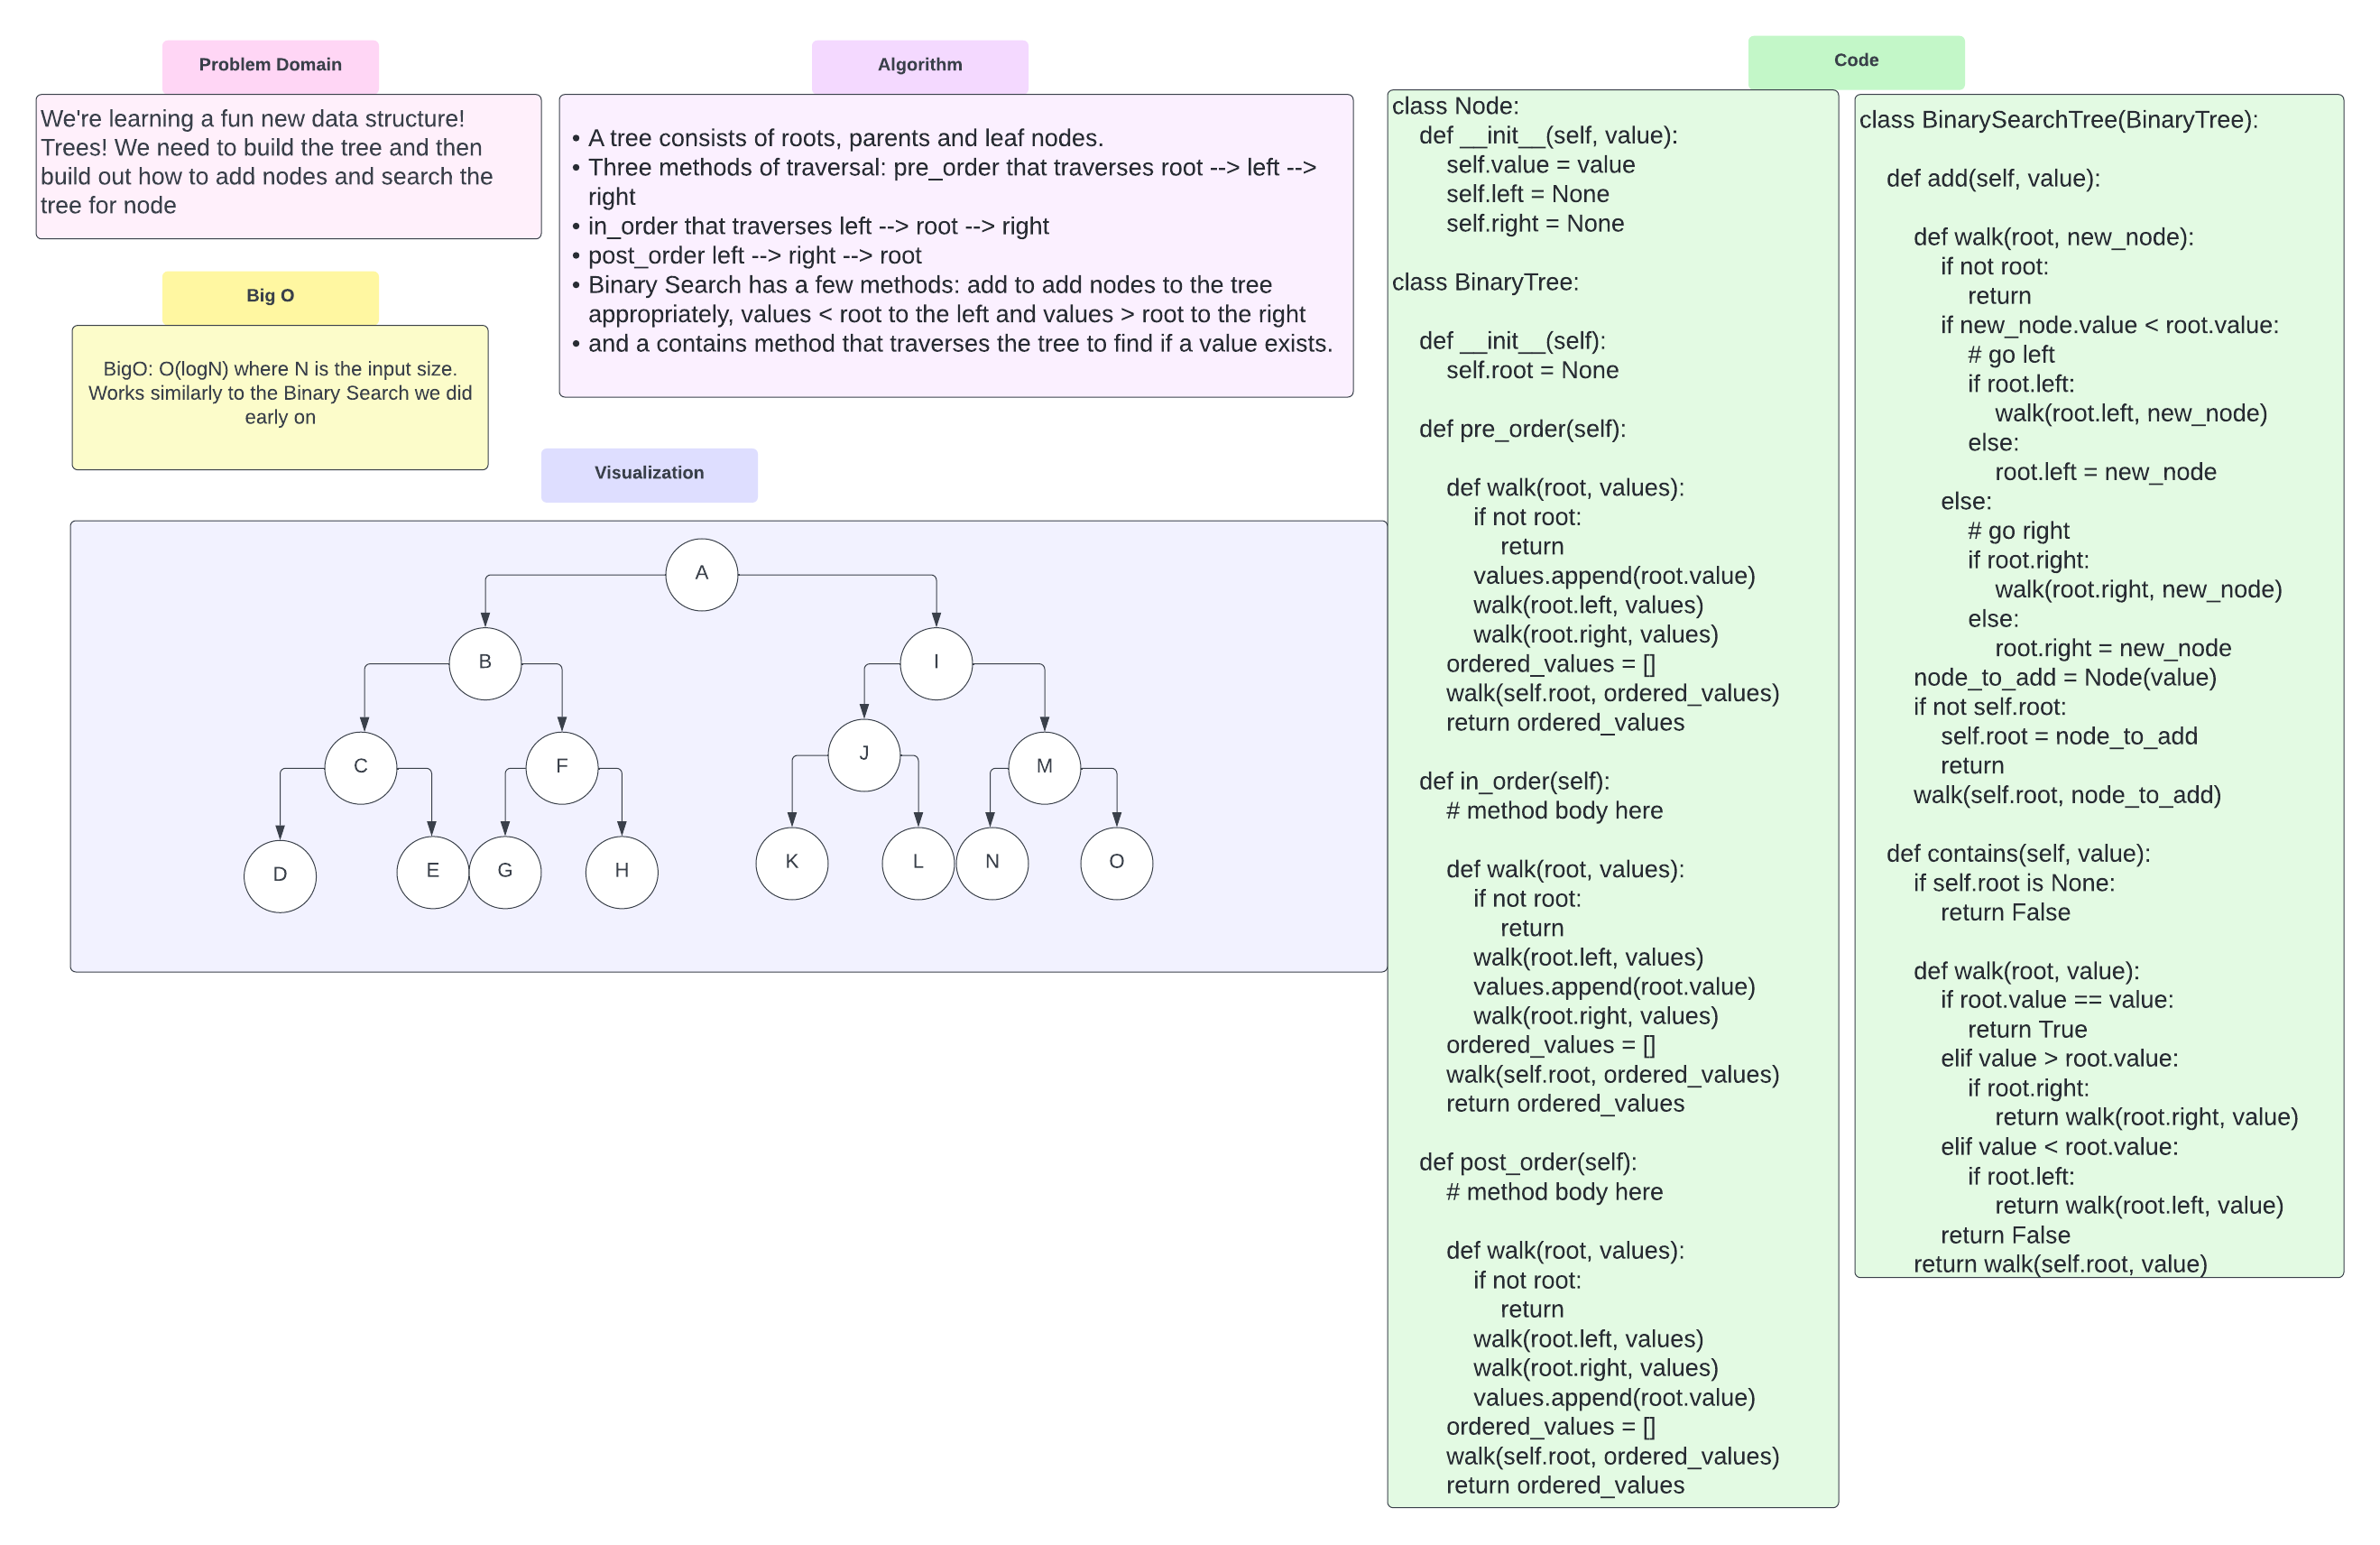 Problem Domain
We're learning a fun new data structure!
Trees! We need to build the tree and then
build out how to add nodes and search the
tree for node
Big O
BigO: O(logN) where N is the input size.
Works similarly to the Binary Search we did
early on
Algorithm
• A tree consists of roots, parents and leaf nodes.
• Three methods of traversal: pre_order that traverses root --> left -->
right
• in_order that traverses left --> root --> right
• post_order left --> right --> root
• Binary Search has a few methods: add to add nodes to the tree
appropriately, values < root to the left and values > root to the right
• and a contains method that traverses the tree to find if a value exists.
Visualization
A
B
I
C
F
J
M
D
E
G
H
K
L
N
O
Code
class Node:
    def __init__(self, value):
        self.value = value
        self.left = None
        self.right = None
class BinaryTree:
    def __init__(self):
        self.root = None
    def pre_order(self):
        def walk(root, values):
            if not root:
                return
            values.append(root.value)
            walk(root.left, values)
            walk(root.right, values)
        ordered_values = []
        walk(self.root, ordered_values)
        return ordered_values
    def in_order(self):
        # method body here
        def walk(root, values):
            if not root:
                return
            walk(root.left, values)
            values.append(root.value)
            walk(root.right, values)
        ordered_values = []
        walk(self.root, ordered_values)
        return ordered_values
    def post_order(self):
        # method body here
        def walk(root, values):
            if not root:
                return
            walk(root.left, values)
            walk(root.right, values)
            values.append(root.value)
        ordered_values = []
        walk(self.root, ordered_values)
        return ordered_values
class BinarySearchTree(BinaryTree):
    def add(self, value):
        def walk(root, new_node):
            if not root:
                return
            if new_node.value < root.value:
                # go left
                if root.left:
                    walk(root.left, new_node)
                else:
                    root.left = new_node
            else:
                # go right
                if root.right:
                    walk(root.right, new_node)
                else:
                    root.right = new_node
        node_to_add = Node(value)
        if not self.root:
            self.root = node_to_add
            return
        walk(self.root, node_to_add)
    def contains(self, value):
        if self.root is None:
            return False
        def walk(root, value):
            if root.value == value:
                return True
            elif value > root.value:
                if root.right:
                    return walk(root.right, value)
            elif value < root.value:
                if root.left:
                    return walk(root.left, value)
            return False
        return walk(self.root, value)